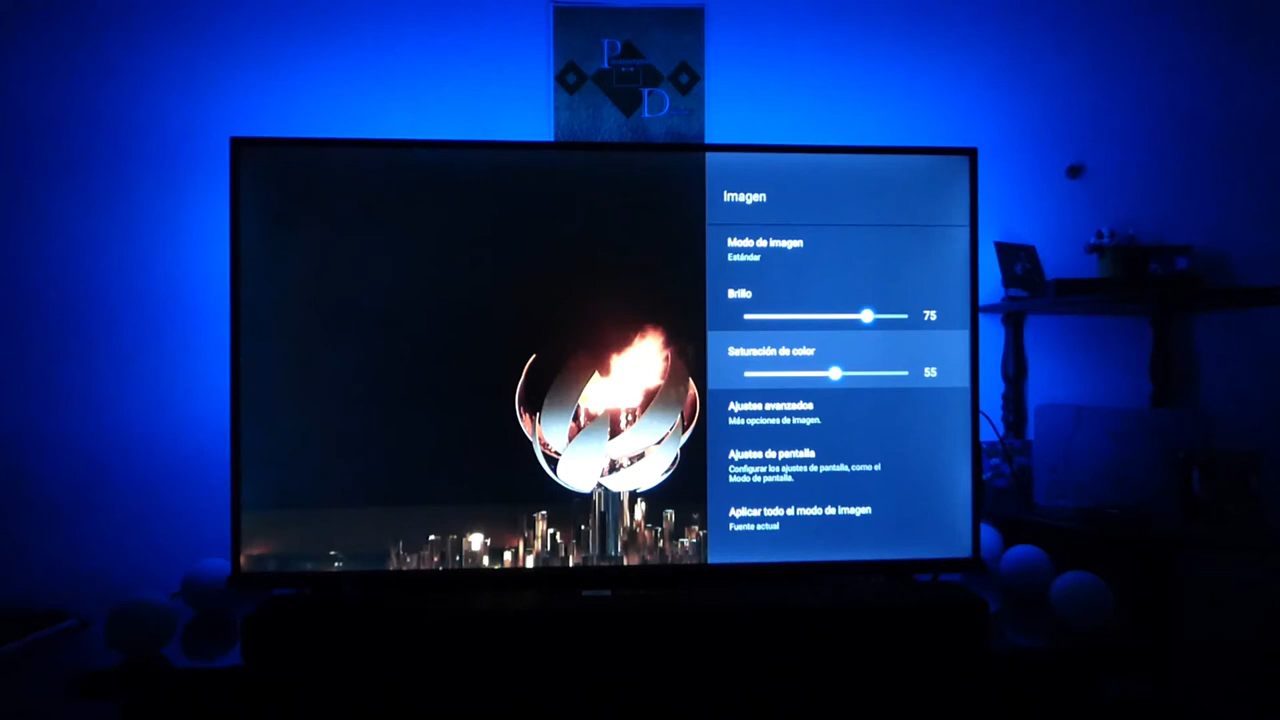 P
D
Imagen
Modo de imagen
Estándar
Brillo
75
Saturación de color
55
Ajustes avanzados
Más opciones de imagen.
Ajustes de pantalla
Configurar los ajustes de pantalla, como el
Modo de pantalla.
Aplicar todo el modo de imagen
Fuente actual